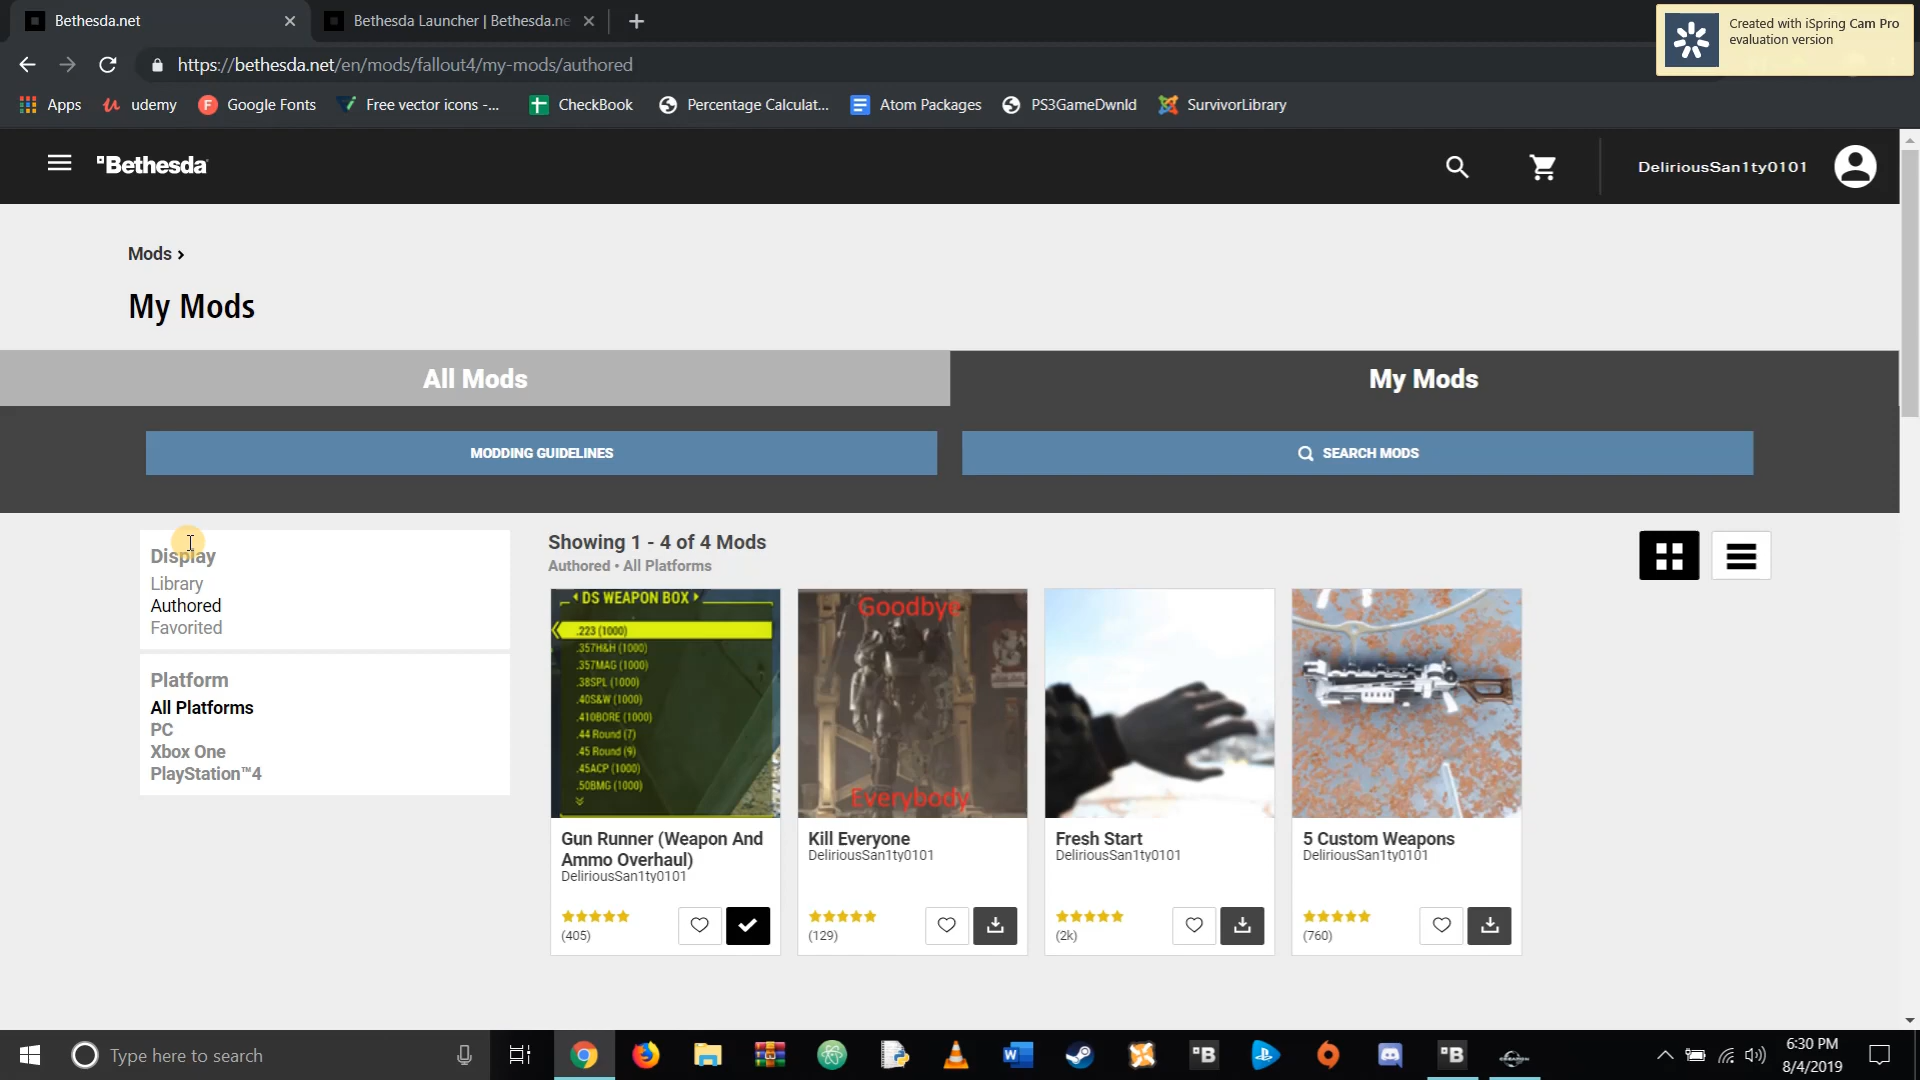 Bethesda.net
Bethesda Launcher | Bethesda.ne
Created with iSpring Cam Pro
evaluation version
https://bethesda.net/en/mods/fallout4/my-mods/authored
Apps
udemy
Google Fonts
Free vector icons -...
CheckBook
Percentage Calculat...
Atom Packages
PS3GameDwnld
SurvivorLibrary
Bethesda
DeliriousSan1ty0101
Mods >
My Mods
All Mods
My Mods
MODDING GUIDELINES
SEARCH MODS
Display
Library
Authored
Favorited
Platform
All Platforms
PC
Xbox One
PlayStation™4
Showing 1 - 4 of 4 Mods
Authored • All Platforms
DS WEAPON BOX
.223 (1000)
.357H&H (1000)
.357MAG (1000)
.38SPL (1000)
.40S&W (1000)
.410BORE (1000)
.44 Round (7)
.45 Round (9)
.45ACP (1000)
.50BMG (1000)
Gun Runner (Weapon And
Ammo Overhaul)
DeliriousSan1ty0101
(405)
Goodbye
Everybody
Kill Everyone
DeliriousSan1ty0101
(129)
Fresh Start
DeliriousSan1ty0101
(2k)
5 Custom Weapons
DeliriousSan1ty0101
(760)
Type here to search
6:30 PM
8/4/2019